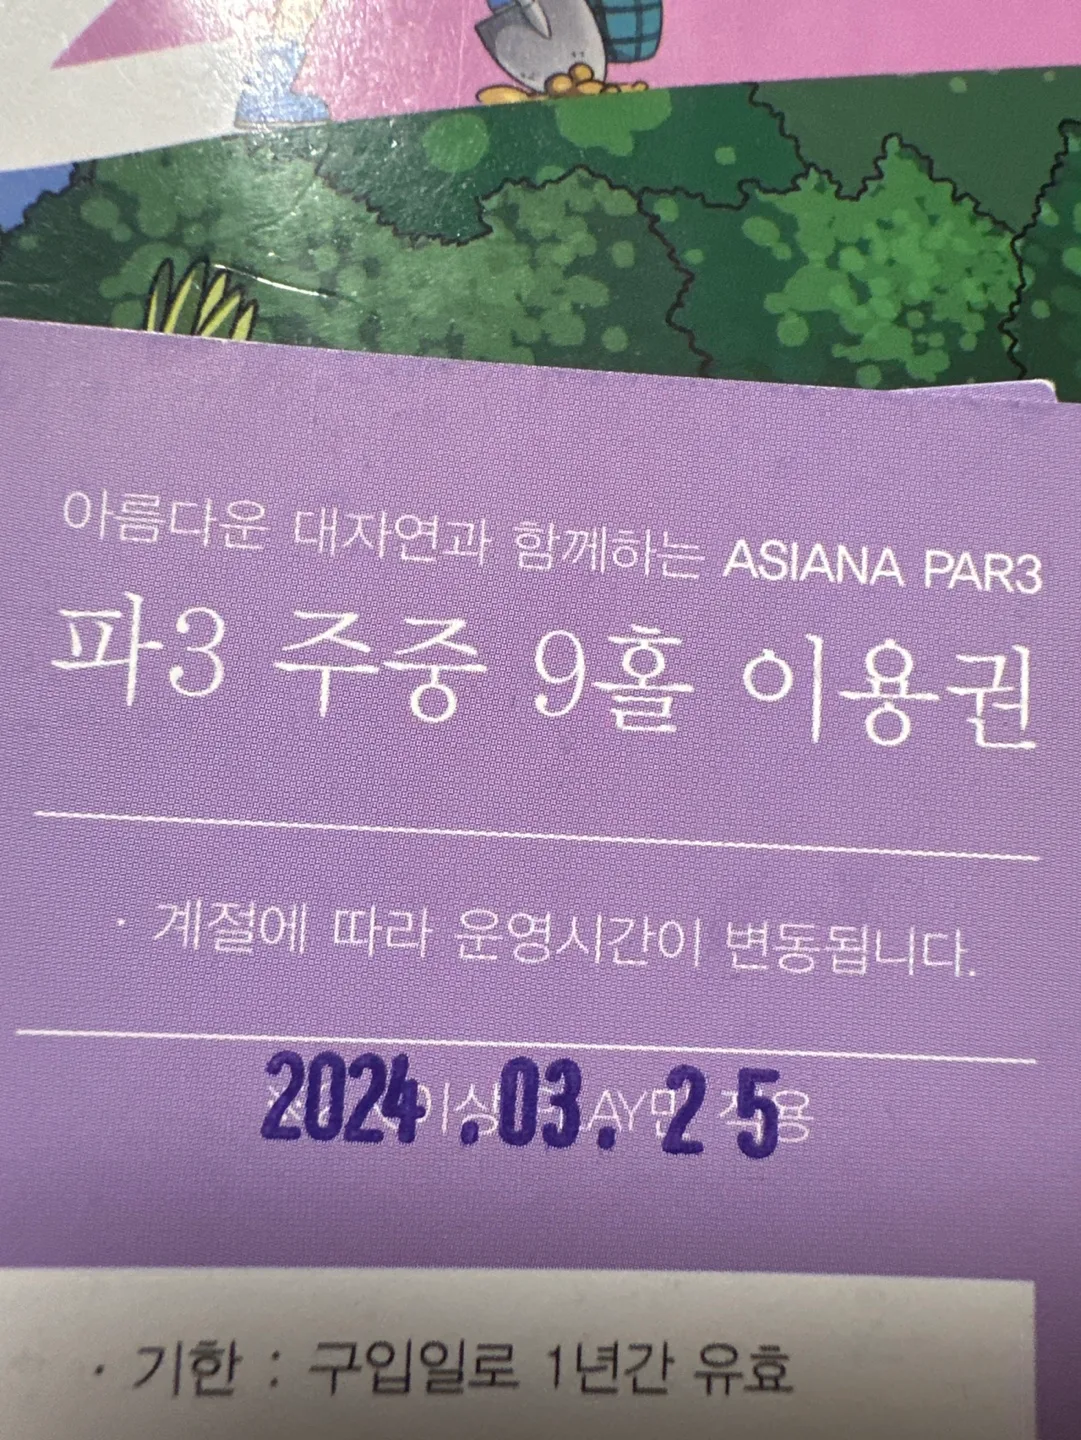 아름다운 대자연과 함께하는 ASIANA PAR3
파3 주중 9홀 이용권
· 계절에 따라 운영시간이 변동됩니다.
2024.03.25
· 기한 : 구입일로 1년간 유효